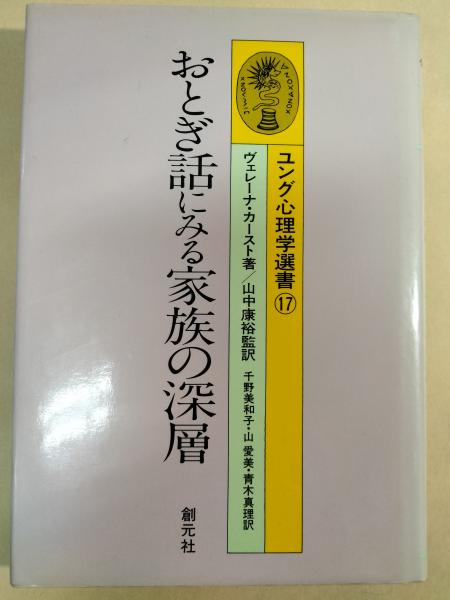 ユング心理学選書⑰
ヴェレーナ・カースト著／山中康裕監訳 千野美和子・山 愛美・青木真理訳
おとぎ話にみる家族の深層
創元社